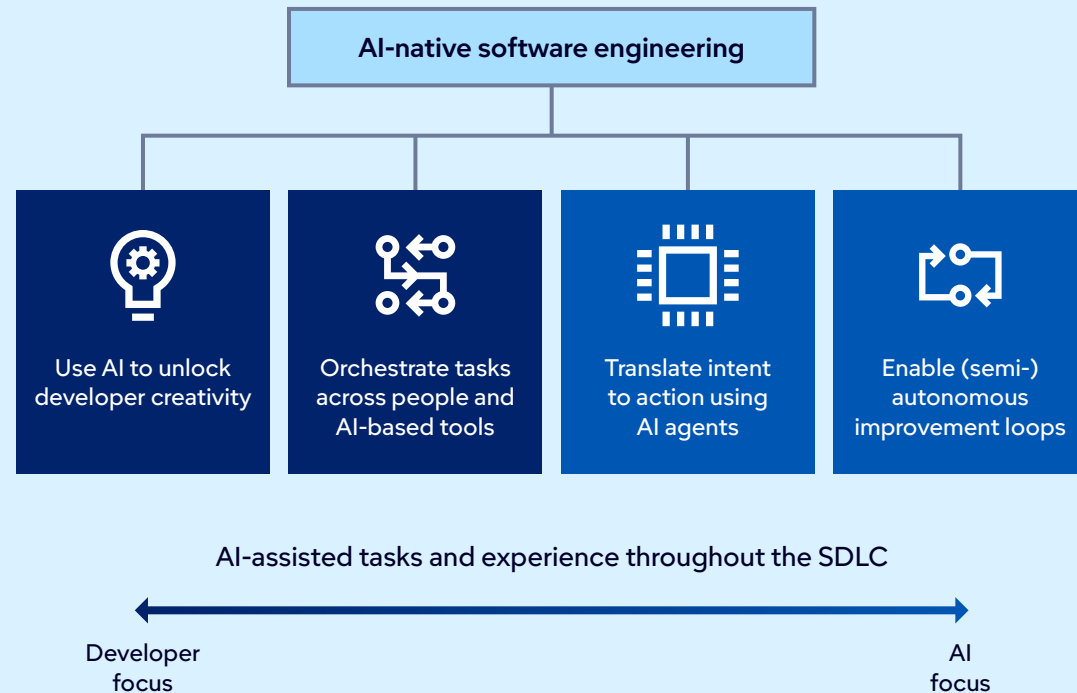 AI-native software engineering
Use AI to unlock
developer creativity
Orchestrate tasks
across people and
AI-based tools
Translate intent
to action using
AI agents
Enable (semi-)
autonomous
improvement loops
AI-assisted tasks and experience throughout the SDLC
Developer
focus
AI
focus